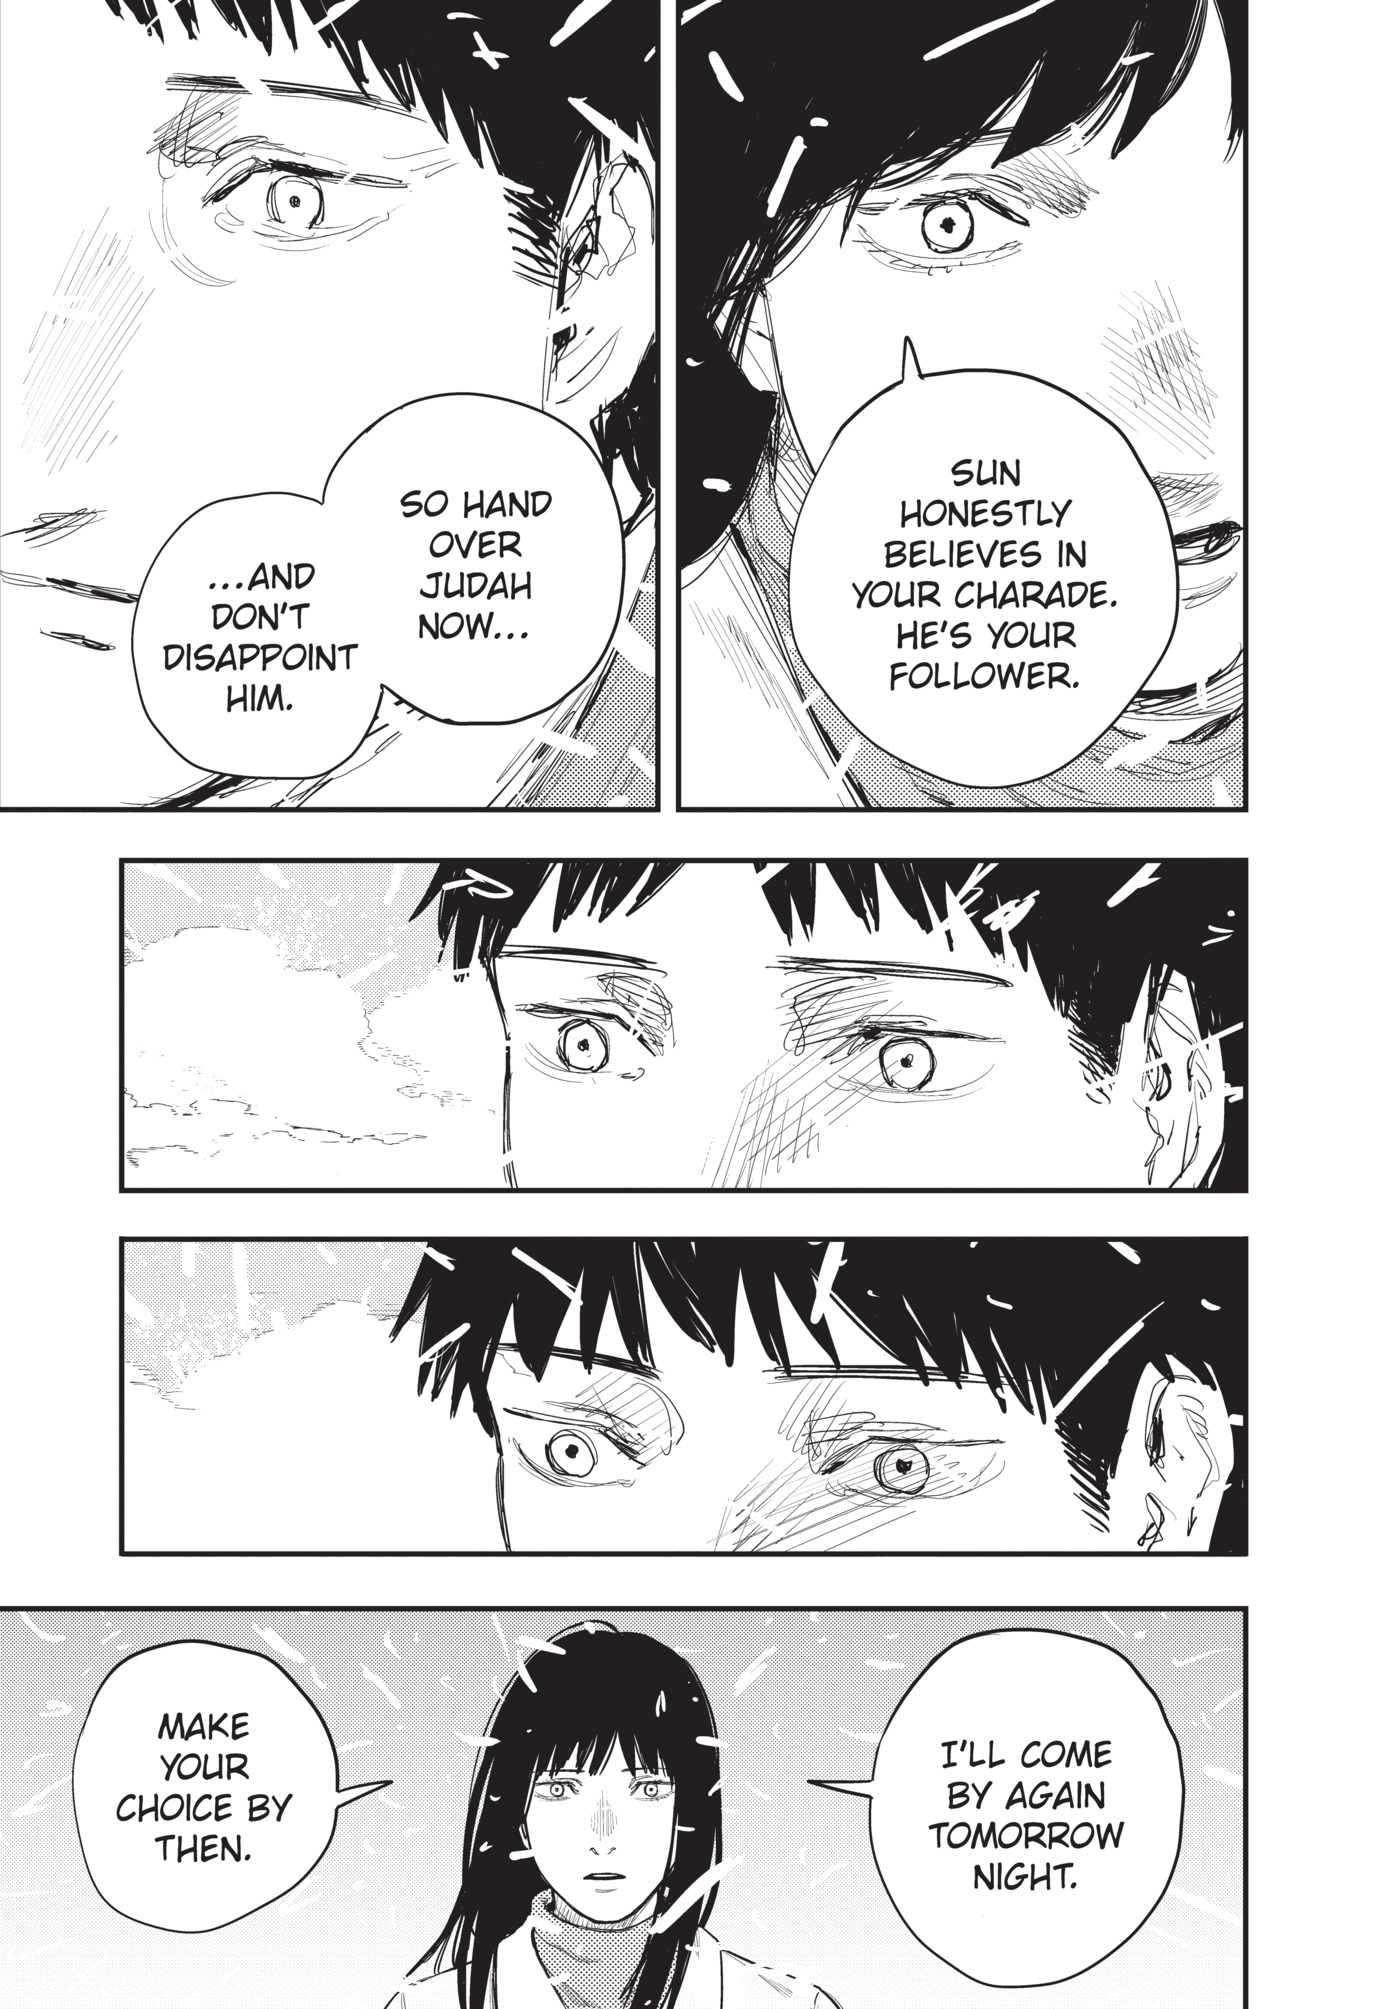 SUN
HONESTLY
BELIEVES IN
YOUR CHARADE.
HE'S YOUR
FOLLOWER.
SO HAND
OVER
JUDAH
NOW...
...AND
DON'T
DISAPPOINT
HIM.
I'LL COME
BY AGAIN
TOMORROW
NIGHT.
MAKE
YOUR
CHOICE BY
THEN.